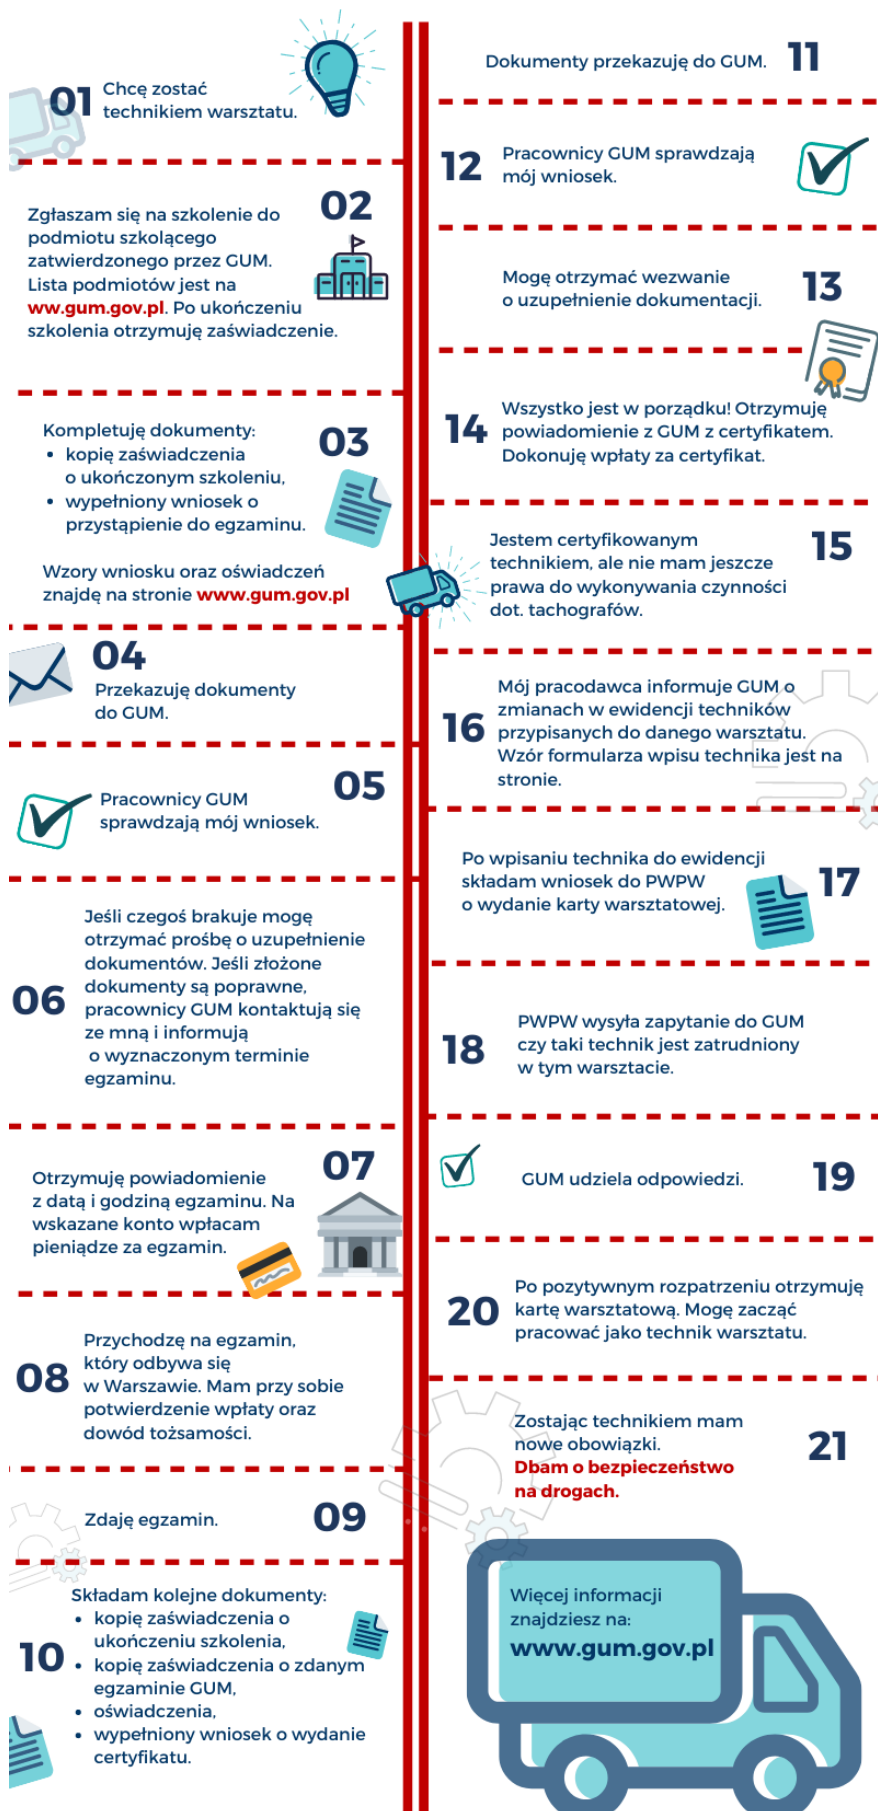 01
Chcę zostać
technikiem warsztatu.
02
Zgłaszam się na szkolenie do
podmiotu szkolącego
zatwierdzonego przez GUM.
Lista podmiotów jest na
ww.gum.gov.pl. Po ukończeniu
szkolenia otrzymuję zaświadczenie.
03
Kompletuję dokumenty:
• kopię zaświadczenia
o ukończonym szkoleniu,
• wypełniony wniosek o
przystąpienie do egzaminu.
Wzory wniosku oraz oświadczeń
znajdę na stronie www.gum.gov.pl
04
Przekazuję dokumenty
do GUM.
05
Pracownicy GUM
sprawdzają mój wniosek.
06
Jeśli czegoś brakuje mogę
otrzymać prośbę o uzupełnienie
dokumentów. Jeśli złożone
dokumenty są poprawne,
pracownicy GUM kontaktują się
ze mną i informują
o wyznaczonym terminie
egzaminu.
07
Otrzymuję powiadomienie
z datą i godziną egzaminu. Na
wskazane konto wpłacam
pieniądze za egzamin.
08
Przychodzę na egzamin,
który odbywa się
w Warszawie. Mam przy sobie
potwierdzenie wpłaty oraz
dowód tożsamości.
09
Zdaję egzamin.
10
Składam kolejne dokumenty:
• kopię zaświadczenia o
ukończeniu szkolenia,
• kopię zaświadczenia o zdanym
egzaminie GUM,
• oświadczenia,
• wypełniony wniosek o wydanie
certyfikatu.
Dokumenty przekazuję do GUM. 11
12
Pracownicy GUM sprawdzają
mój wniosek.
13
Mogę otrzymać wezwanie
o uzupełnienie dokumentacji.
14
Wszystko jest w porządku! Otrzymuję
powiadomienie z GUM z certyfikatem.
Dokonuję wpłaty za certyfikat.
15
Jestem certyfikowanym
technikiem, ale nie mam jeszcze
prawa do wykonywania czynności
dot. tachografów.
16
Mój pracodawca informuje GUM o
zmianach w ewidencji techników
przypisanych do danego warsztatu.
Wzór formularza wpisu technika jest na
stronie.
17
Po wpisaniu technika do ewidencji
składam wniosek do PWPW
o wydanie karty warsztatowej.
18
PWPW wysyła zapytanie do GUM
czy taki technik jest zatrudniony
w tym warsztacie.
19
GUM udziela odpowiedzi.
20
Po pozytywnym rozpatrzeniu otrzymuję
kartę warsztatową. Mogę zacząć
pracować jako technik warsztatu.
21
Zostając technikiem mam
nowe obowiązki.
Dbam o bezpieczeństwo
na drogach.
Więcej informacji
znajdziesz na:
www.gum.gov.pl